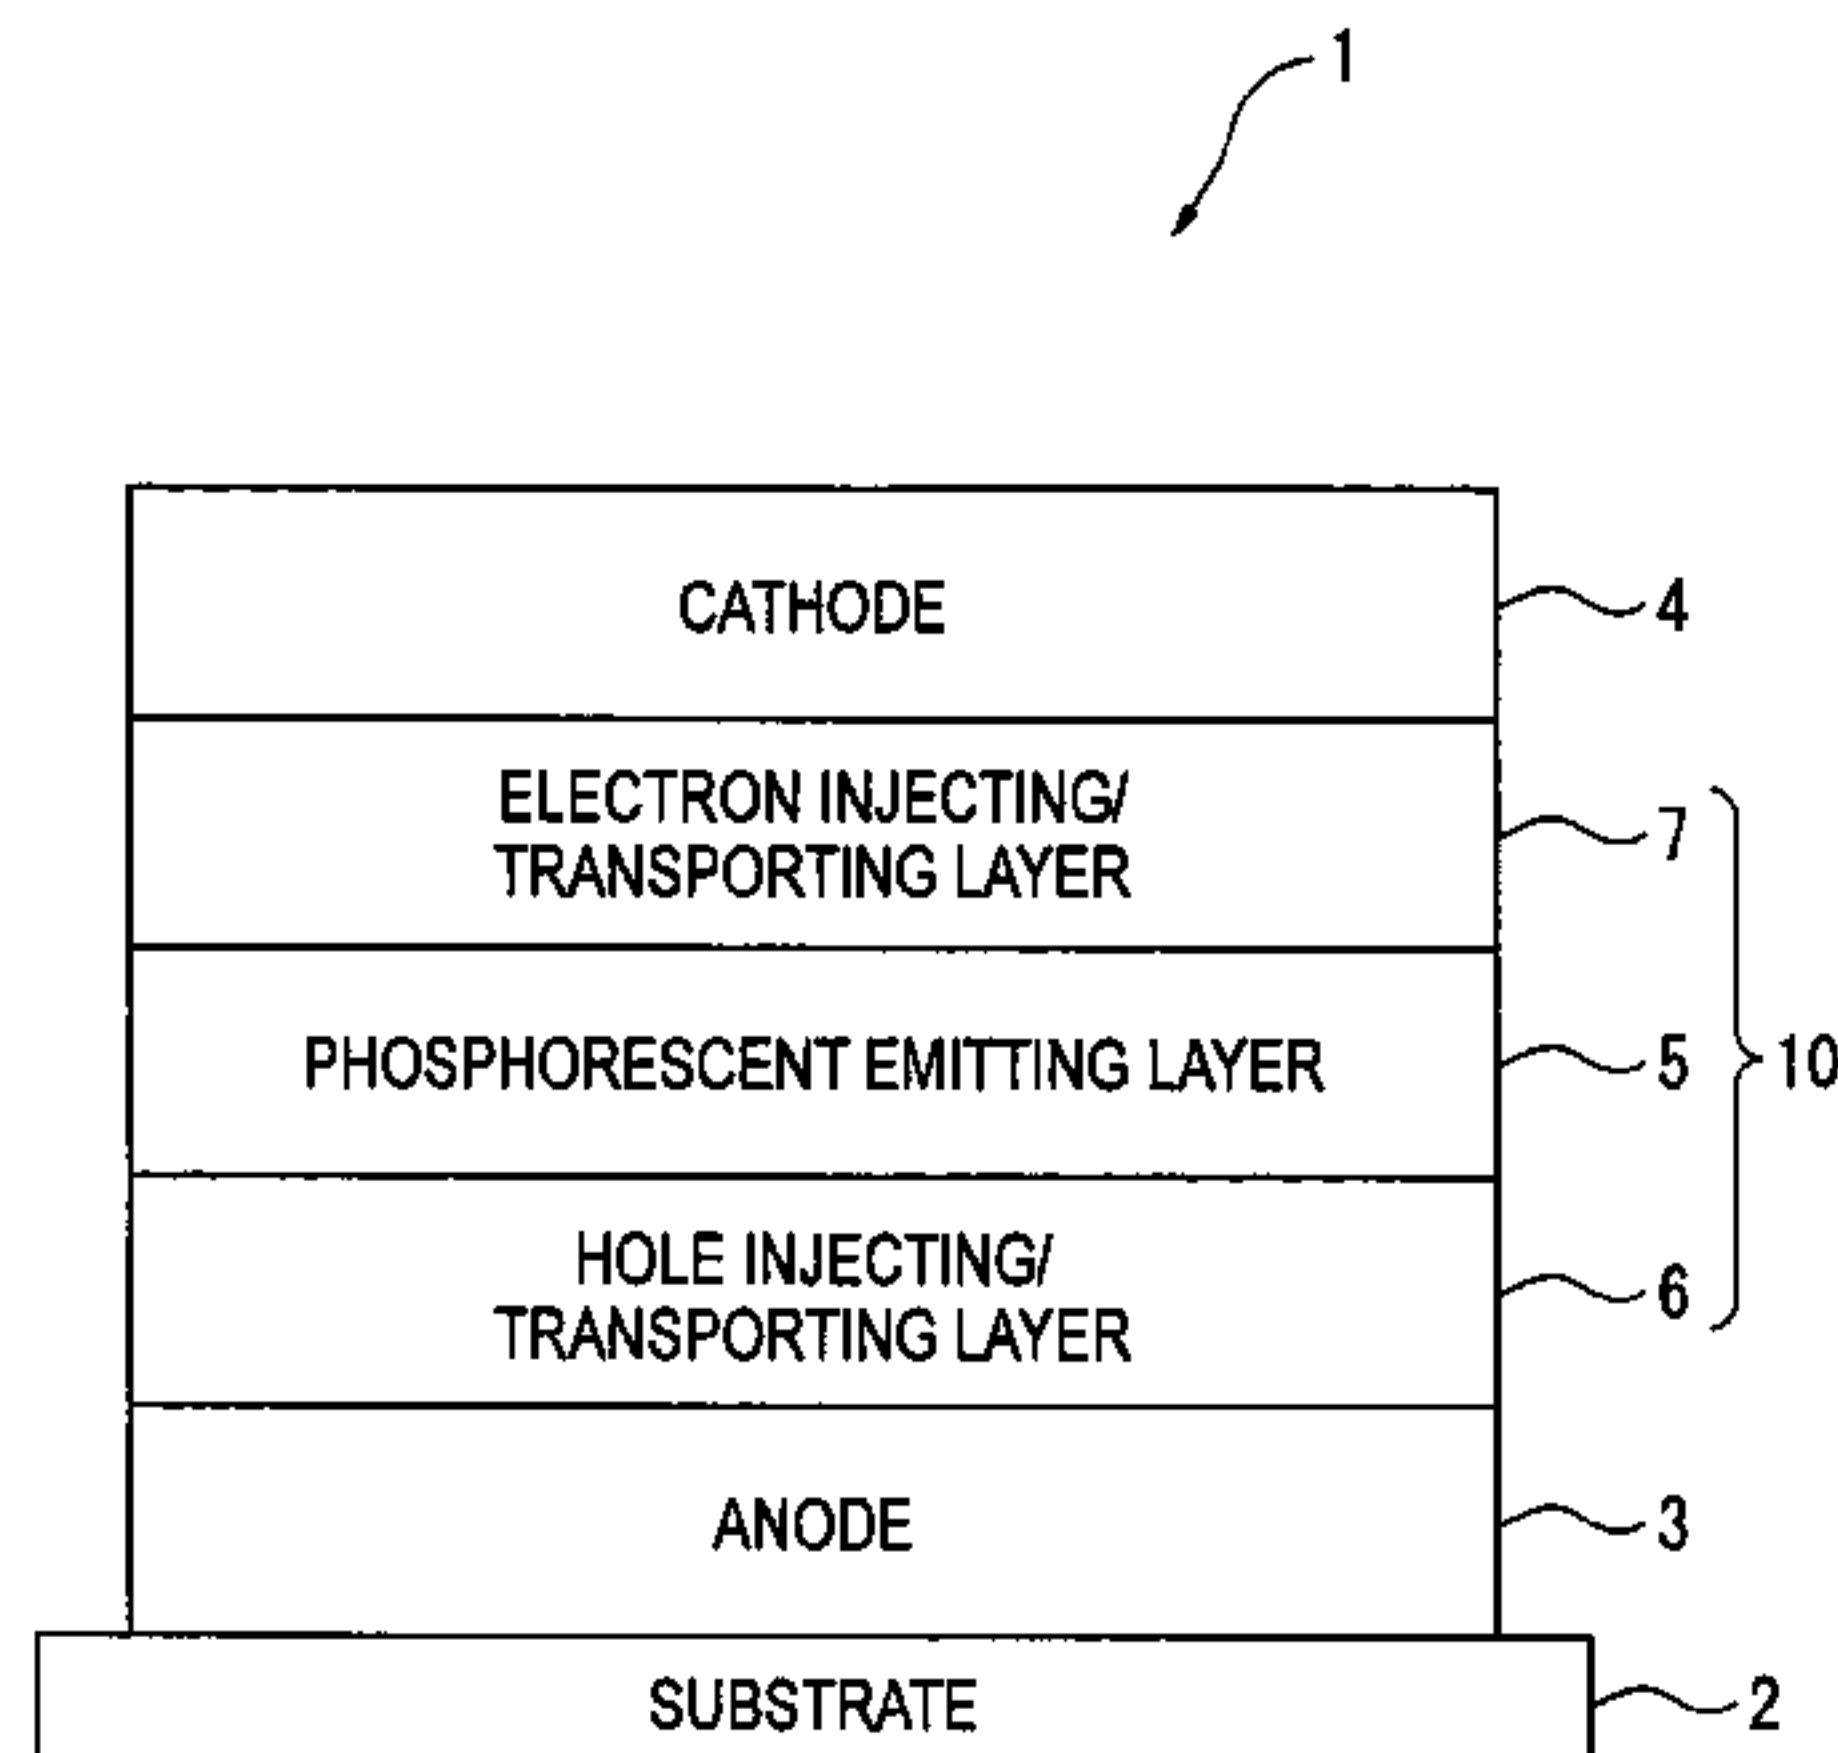 1
CATHODE
4
ELECTRON INJECTING/
TRANSPORTING LAYER
7
PHOSPHORESCENT EMITTING LAYER
5
10
HOLE INJECTING/
TRANSPORTING LAYER
6
ANODE
3
SUBSTRATE
2